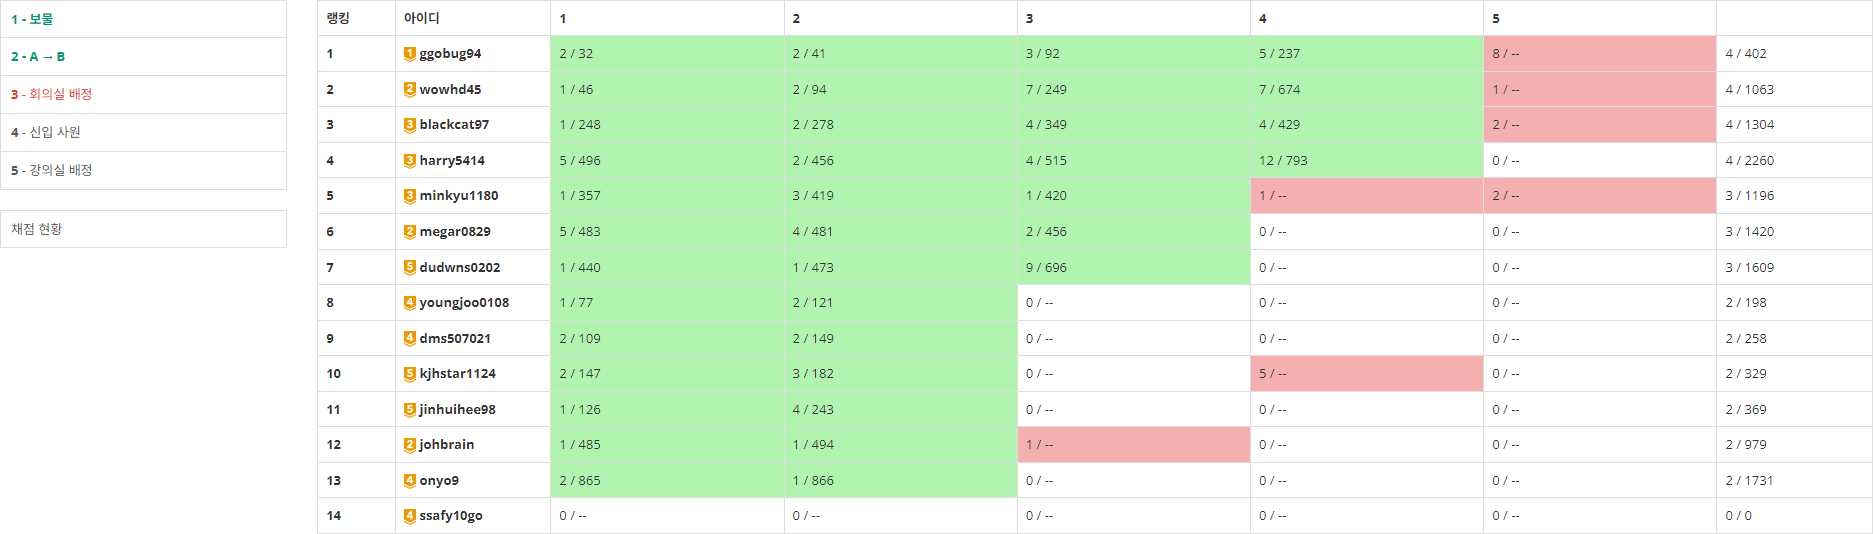 1 - 보물
2 - A → B
3 - 회의실 배정
4 - 신입 사원
5 - 강의실 배정
채점 현황
랭킹 아이디 1 2 3 4 5
1 1 ggobug94 2 / 32 2 / 41 3 / 92 5 / 237 8 / -- 4 / 402
2 2 wowhd45 1 / 46 2 / 94 7 / 249 7 / 674 1 / -- 4 / 1063
3 3 blackcat97 1 / 248 2 / 278 4 / 349 4 / 429 2 / -- 4 / 1304
4 3 harry5414 5 / 496 2 / 456 4 / 515 12 / 793 0 / -- 4 / 2260
5 3 minkyu1180 1 / 357 3 / 419 1 / 420 1 / -- 2 / -- 3 / 1196
6 2 megar0829 5 / 483 4 / 481 2 / 456 0 / -- 0 / -- 3 / 1420
7 5 dudwns0202 1 / 440 1 / 473 9 / 696 0 / -- 0 / -- 3 / 1609
8 4 youngjoo0108 1 / 77 2 / 121 0 / -- 0 / -- 0 / -- 2 / 198
9 4 dms507021 2 / 109 2 / 149 0 / -- 0 / -- 0 / -- 2 / 258
10 5 kjhstar1124 2 / 147 3 / 182 0 / -- 5 / -- 0 / -- 2 / 329
11 5 jinhuihee98 1 / 126 4 / 243 0 / -- 0 / -- 0 / -- 2 / 369
12 2 johbrain 1 / 485 1 / 494 1 / -- 0 / -- 0 / -- 2 / 979
13 4 onyo9 2 / 865 1 / 866 0 / -- 0 / -- 0 / -- 2 / 1731
14 4 ssafy10go 0 / -- 0 / -- 0 / -- 0 / -- 0 / -- 0 / 0